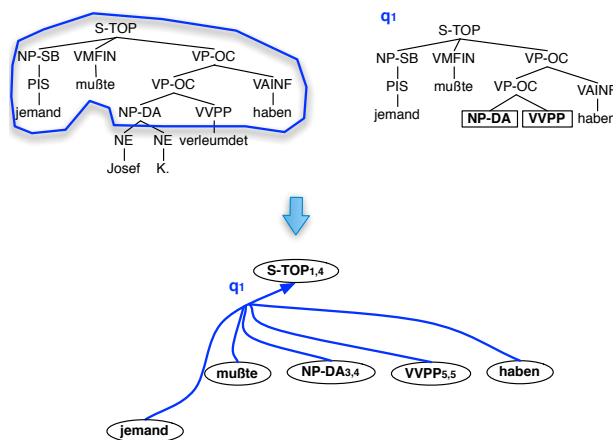 S-TOP
NP-SB VMFIN VP-OC
PIS mußte VP-OC VAINF
jemand NP-DA VVPP haben
NE NE verleumdet
Josef K.
q1
S-TOP
NP-SB VMFIN VP-OC
PIS mußte VP-OC VAINF
jemand NP-DA VVPP haben
q1
S-TOP1,4
mußte NP-DA3,4 VVPP5,5 haben
jemand